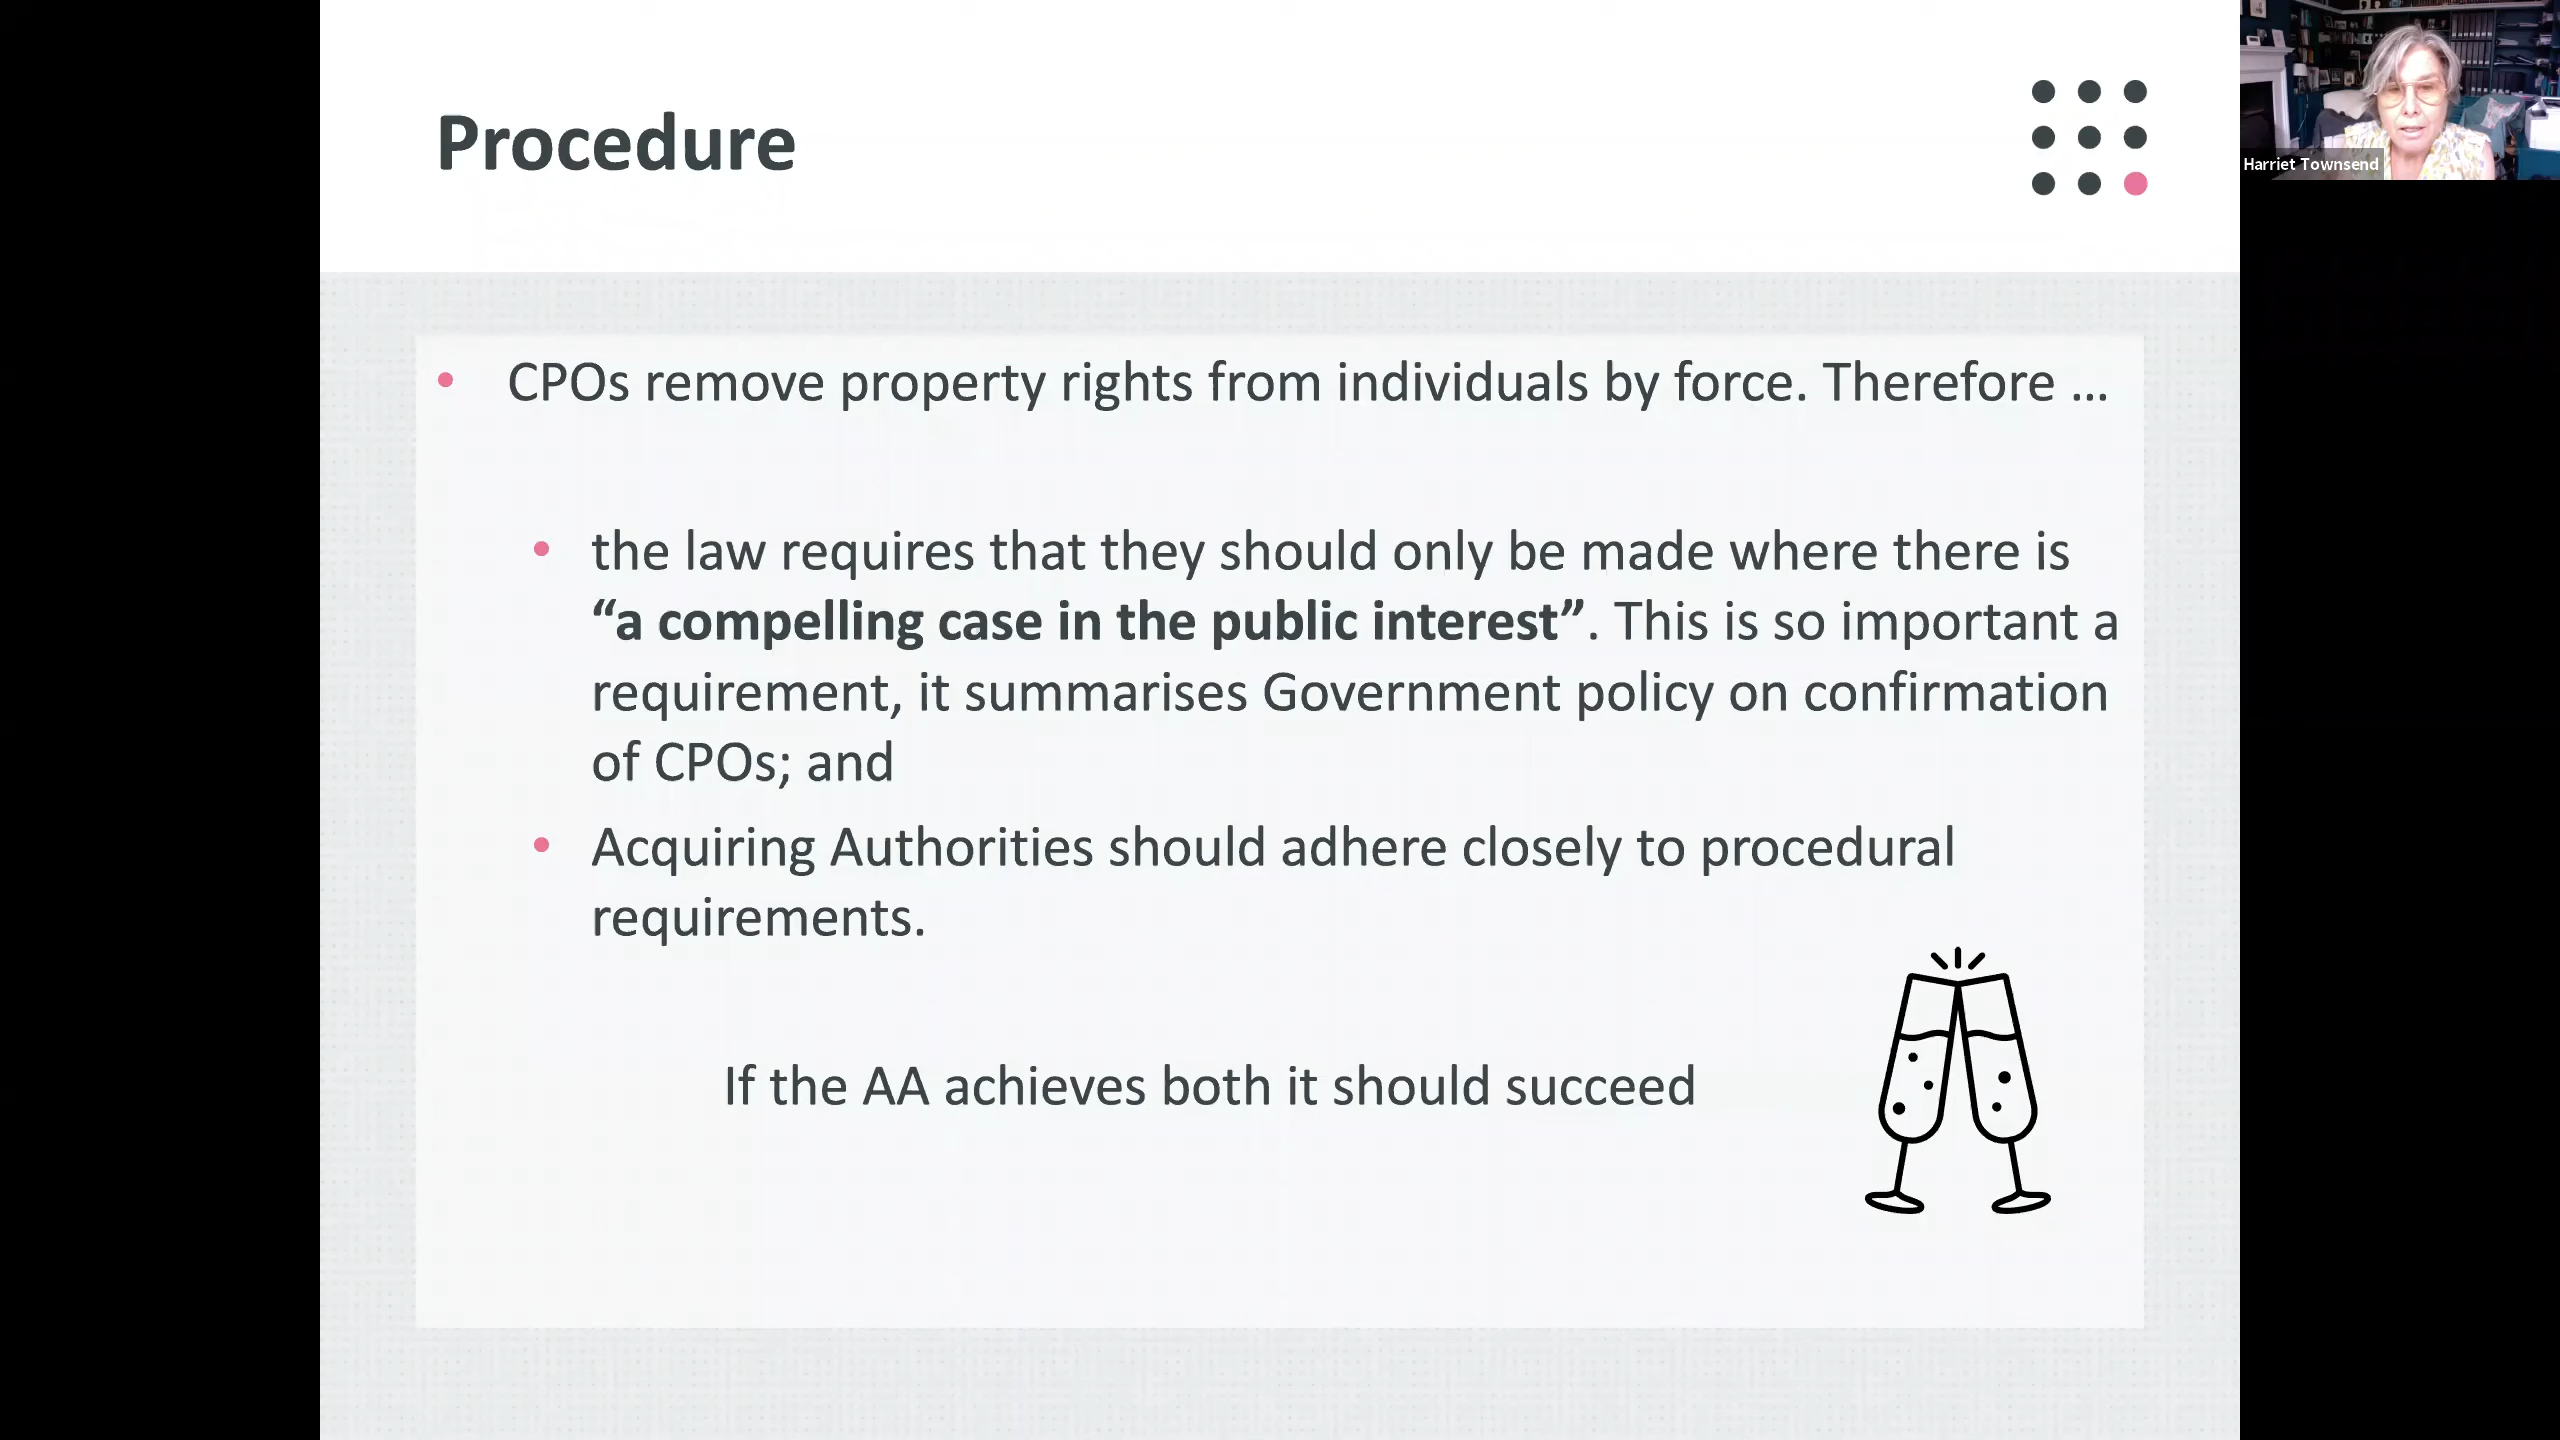 Procedure
Harriet Townsend
• CPOs remove property rights from individuals by force. Therefore ...
• the law requires that they should only be made where there is
“a compelling case in the public interest”. This is so important a
requirement, it summarises Government policy on confirmation
of CPOs; and
• Acquiring Authorities should adhere closely to procedural
requirements.
If the AA achieves both it should succeed